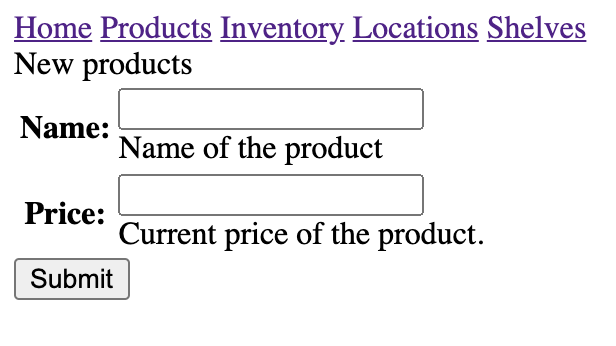 Home Products Inventory Locations Shelves
New products
Name:
Name of the product
Price:
Current price of the product.
Submit